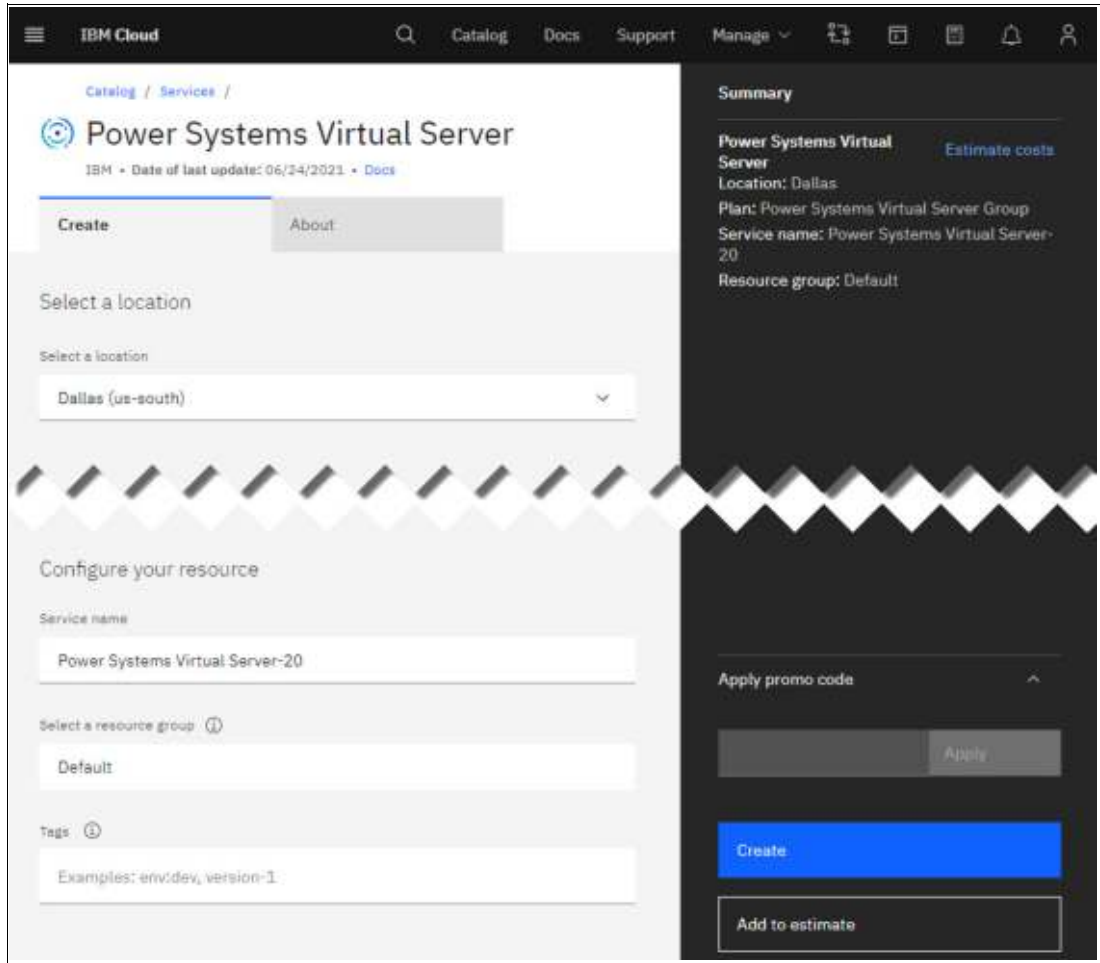 IBM Cloud
Catalog
Docs
Support
Manage
Catalog / Services /
Power Systems Virtual Server
IBM • Date of last update: 06/24/2021 • Docs
Create
About
Select a location
Select a location
Dallas (us-south)
Configure your resource
Service name
Power Systems Virtual Server-20
Select a resource group
Default
Tags
Examples: env:dev, version-1
Summary
Power Systems Virtual
Server
Estimate costs
Location: Dallas
Plan: Power Systems Virtual Server Group
Service name: Power Systems Virtual Server-
20
Resource group: Default
Apply promo code
Apply
Create
Add to estimate